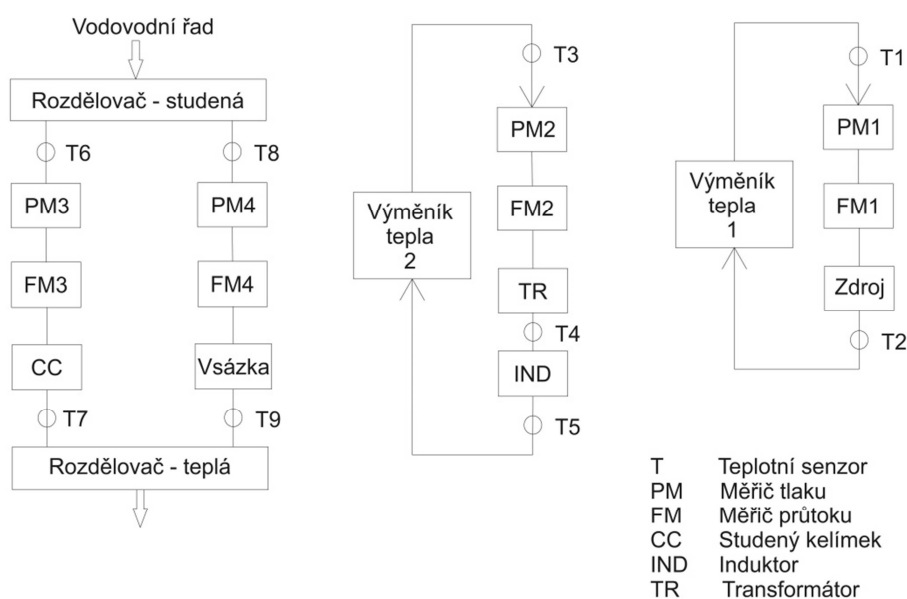 Vodovodní řad
Rozdělovač - studená
T6
T8
PM3
PM4
FM3
FM4
CC
Vsázka
T7
T9
Rozdělovač - teplá
T3
PM2
Výměník
tepla
2
FM2
TR
T4
IND
T5
T1
PM1
Výměník
tepla
1
FM1
Zdroj
T2
T Teplotní senzor
PM Měřič tlaku
FM Měřič průtoku
CC Studený kelímek
IND Induktor
TR Transformátor